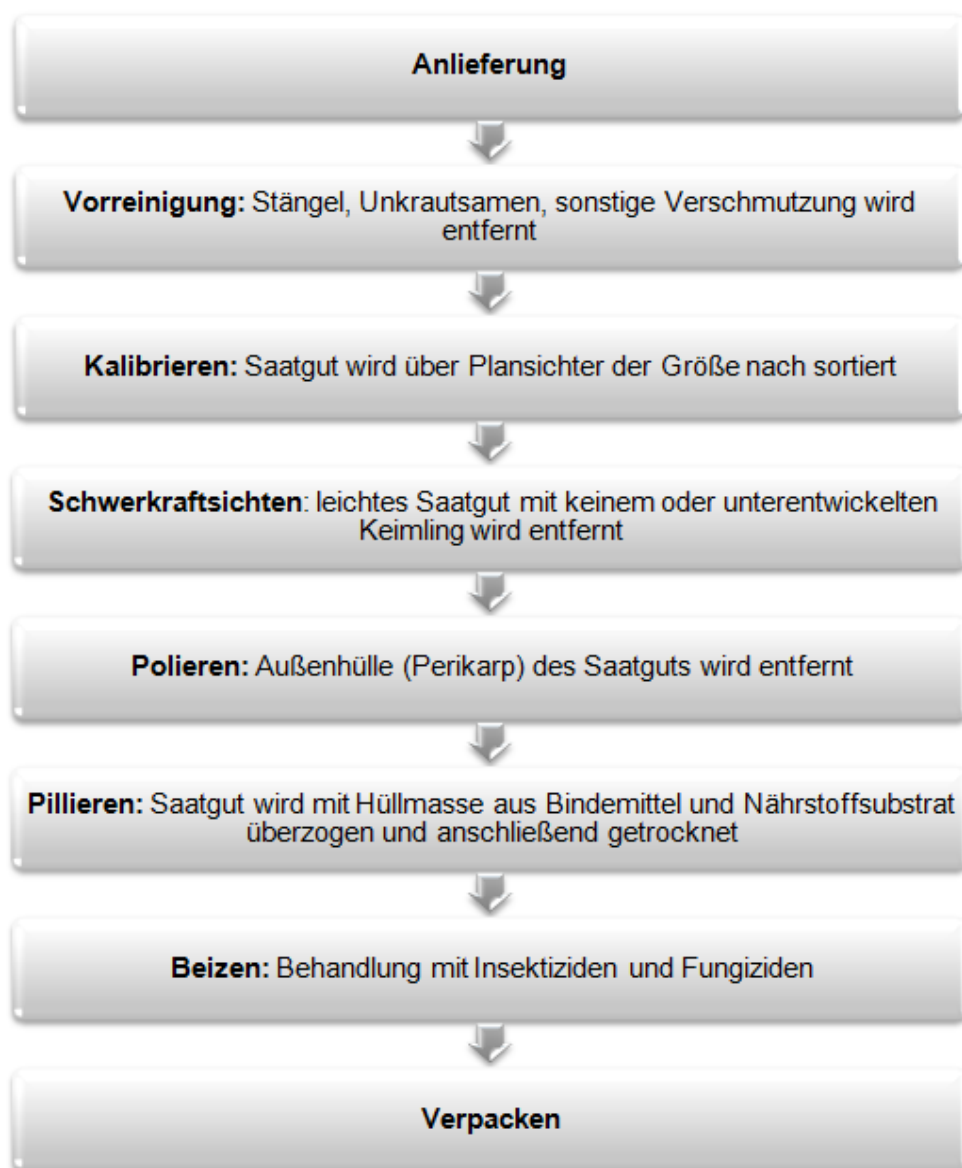 Anlieferung
Vorreinigung: Stängel, Unkrautsamen, sonstige Verschmutzung wird
entfernt
Kalibrieren: Saatgut wird über Plansichter der Größe nach sortiert
Schwerkraftsichten: leichtes Saatgut mit keinem oder unterentwickelten
Keimling wird entfernt
Polieren: Außenhülle (Perikarp) des Saatguts wird entfernt
Pillieren: Saatgut wird mit Hüllmasse aus Bindemittel und Nährstoffsubstrat
überzogen und anschließend getrocknet
Beizen: Behandlung mit Insektiziden und Fungiziden
Verpacken